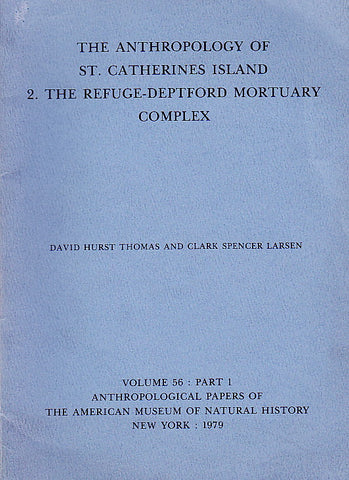 THE ANTHROPOLOGY OF
ST. CATHERINES ISLAND
2. THE REFUGE-DEPTFORD MORTUARY
COMPLEX
DAVID HURST THOMAS AND CLARK SPENCER LARSEN
VOLUME 56 : PART 1
ANTHROPOLOGICAL PAPERS OF
THE AMERICAN MUSEUM OF NATURAL HISTORY
NEW YORK : 1979